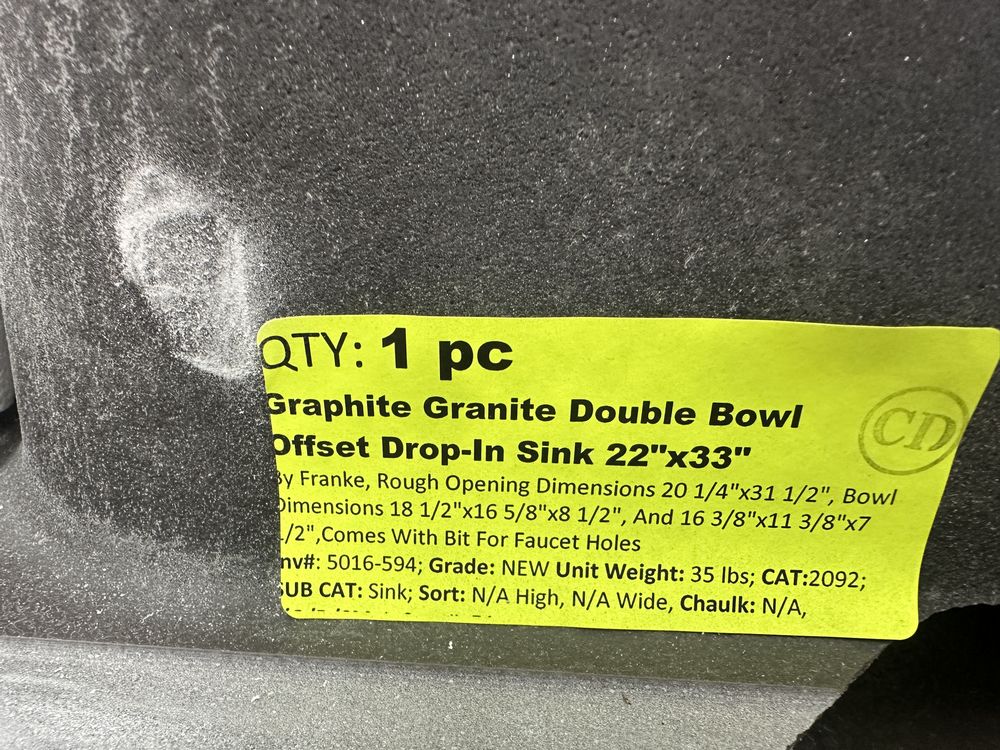 QTY: 1 pc
Graphite Granite Double Bowl
Offset Drop-In Sink 22"x33"
By Franke, Rough Opening Dimensions 20 1/4"x31 1/2", Bowl
Dimensions 18 1/2"x16 5/8"x8 1/2", And 16 3/8"x11 3/8"x7
1/2",Comes With Bit For Faucet Holes
Inv#: 5016-594; Grade: NEW Unit Weight: 35 lbs; CAT:2092;
SUB CAT: Sink; Sort: N/A High, N/A Wide, Chaulk: N/A,
CD